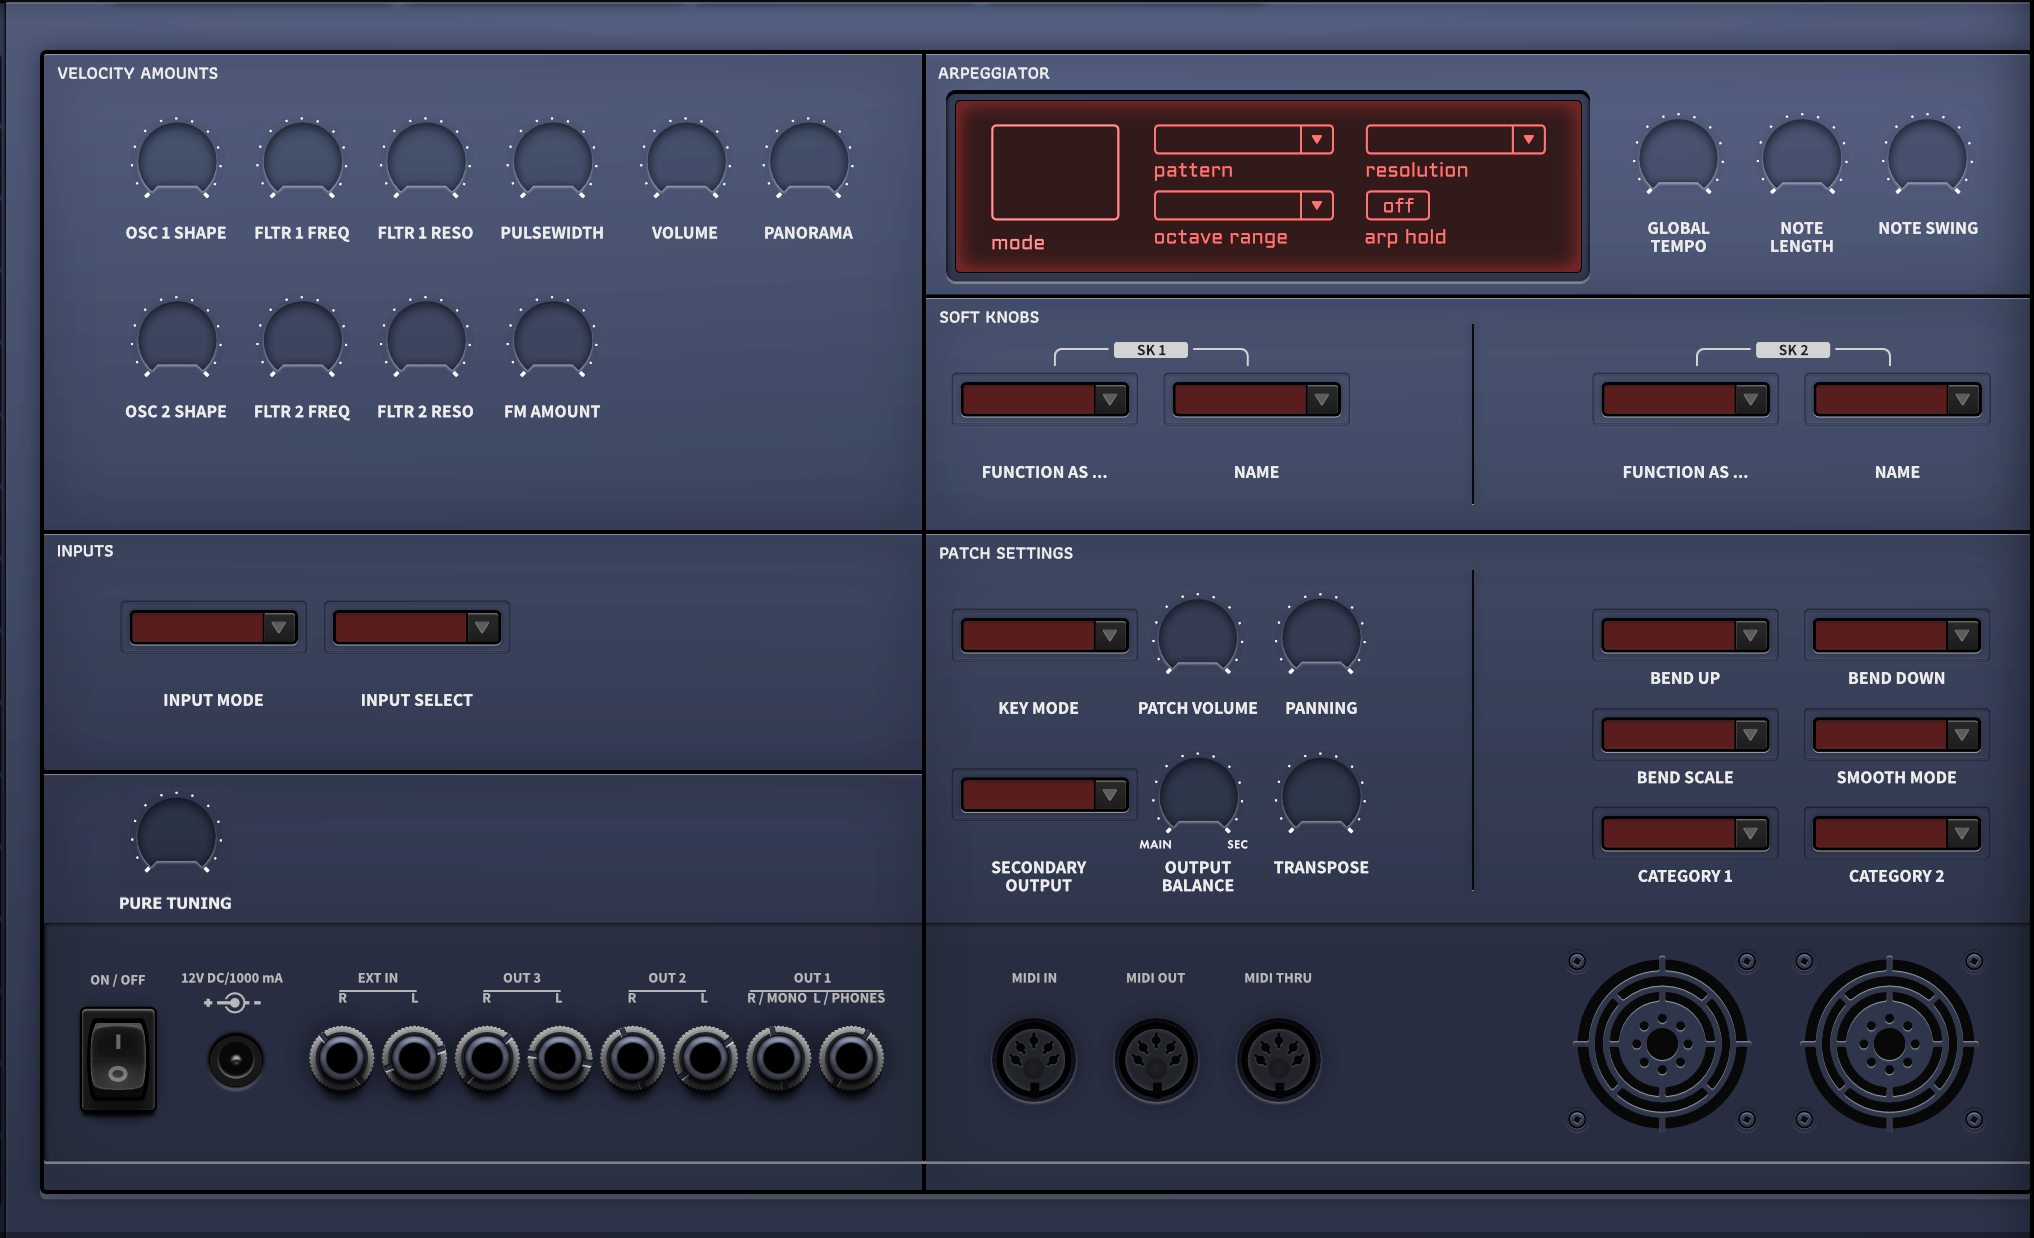 VELOCITY AMOUNTS
OSC 1 SHAPE
FLTR 1 FREQ
FLTR 1 RESO
PULSEWIDTH
VOLUME
PANORAMA
OSC 2 SHAPE
FLTR 2 FREQ
FLTR 2 RESO
FM AMOUNT
ARPEGGIATOR
mode
pattern
resolution
octave range
off
arp hold
GLOBAL
TEMPO
NOTE
LENGTH
NOTE SWING
SOFT KNOBS
SK 1
FUNCTION AS ...
NAME
SK 2
FUNCTION AS ...
NAME
INPUTS
INPUT MODE
INPUT SELECT
PURE TUNING
PATCH SETTINGS
KEY MODE
PATCH VOLUME
PANNING
SECONDARY
OUTPUT
MAIN
SEC
OUTPUT
BALANCE
TRANSPOSE
BEND UP
BEND DOWN
BEND SCALE
SMOOTH MODE
CATEGORY 1
CATEGORY 2
ON / OFF
I
O
12V DC/1000 mA
+ -
EXT IN
R L
OUT 3
R L
OUT 2
R L
OUT 1
R / MONO L / PHONES
MIDI IN
MIDI OUT
MIDI THRU